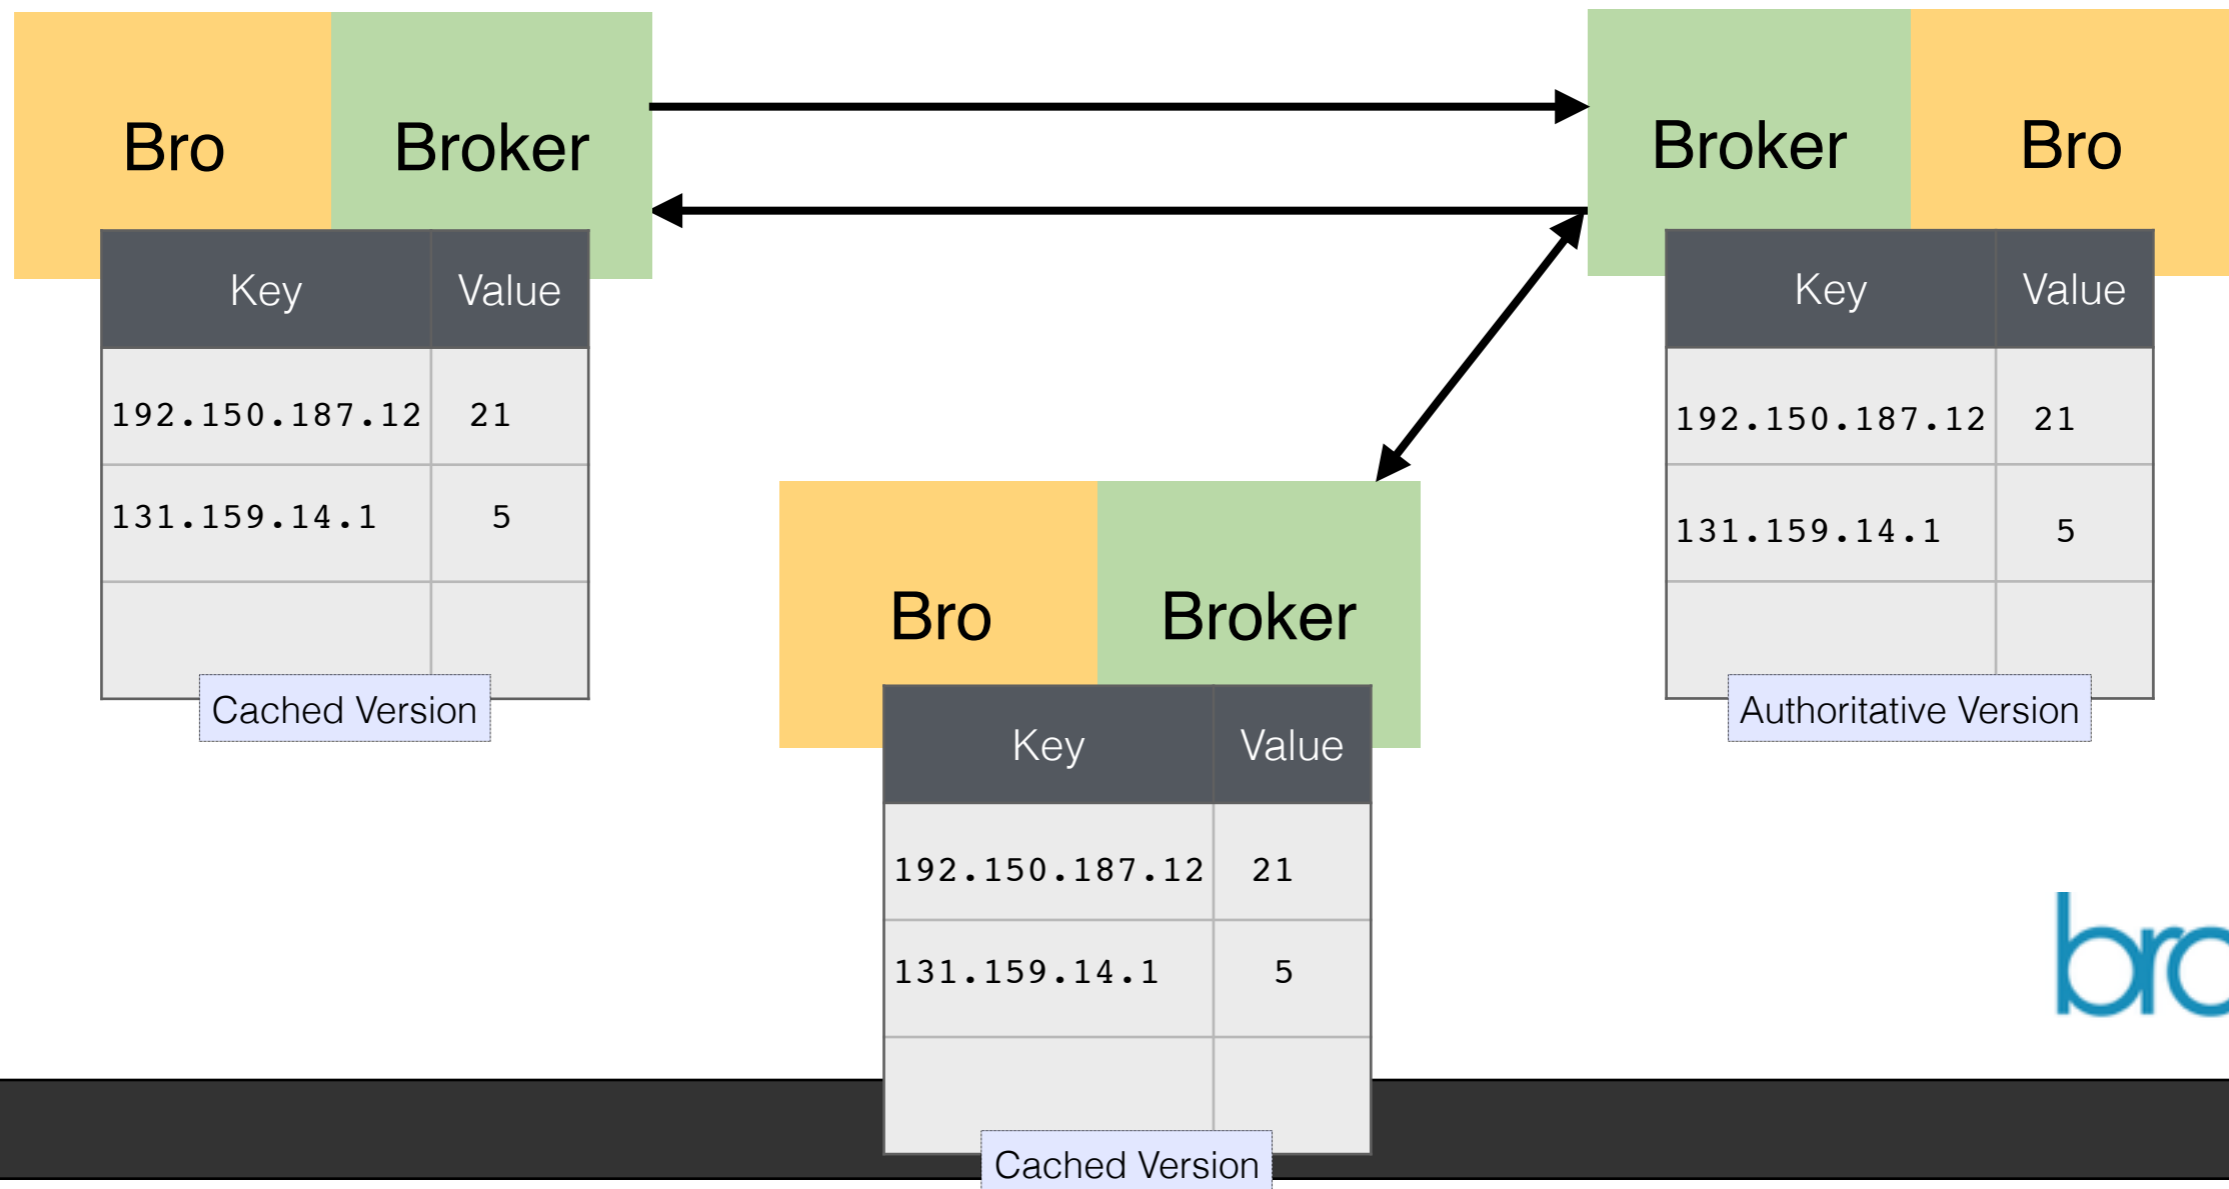 Bro Broker
Key Value
192.150.187.12 21
131.159.14.1 5
Cached Version
Broker Bro
Key Value
192.150.187.12 21
131.159.14.1 5
Authoritative Version
Bro Broker
Key Value
192.150.187.12 21
131.159.14.1 5
Cached Version
bro